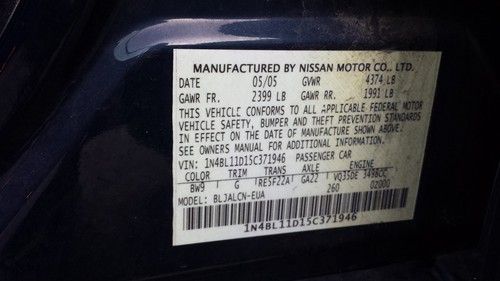 MANUFACTURED BY NISSAN MOTOR CO., LTD.
DATE 05/05 GVWR 4374 LB
GAWR FR. 2399 LB GAWR RR. 1991 LB
THIS VEHICLE CONFORMS TO ALL APPLICABLE FEDERAL MOTOR
VEHICLE SAFETY, BUMPER AND THEFT PREVENTION STANDARDS
IN EFFECT ON THE DATE OF MANUFACTURE SHOWN ABOVE.
SEE OWNERS MANUAL FOR ADDITIONAL INFORMATION.
VIN: 1N4BL11D15C371946 PASSENGER CAR
COLOR TRIM TRANS AXLE ENGINE
BW9 G RE5F22A GA22 VQ35DE 3498CC
MODEL: BLJALCN-EUA 260 02000
1N4BL11D15C371946